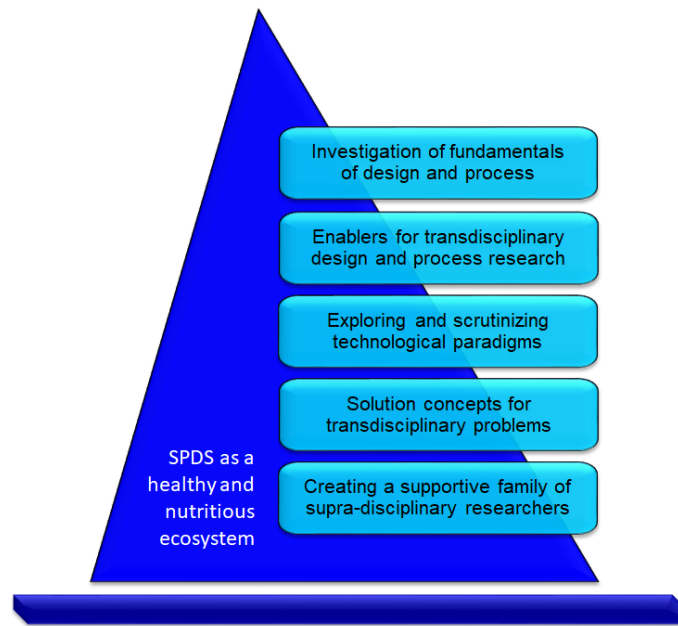 Investigation of fundamentals
of design and process
Enablers for transdisciplinary
design and process research
Exploring and scrutinizing
technological paradigms
Solution concepts for
transdisciplinary problems
SPDS as a
healthy and
nutritious
ecosystem
Creating a supportive family of
supra-disciplinary researchers